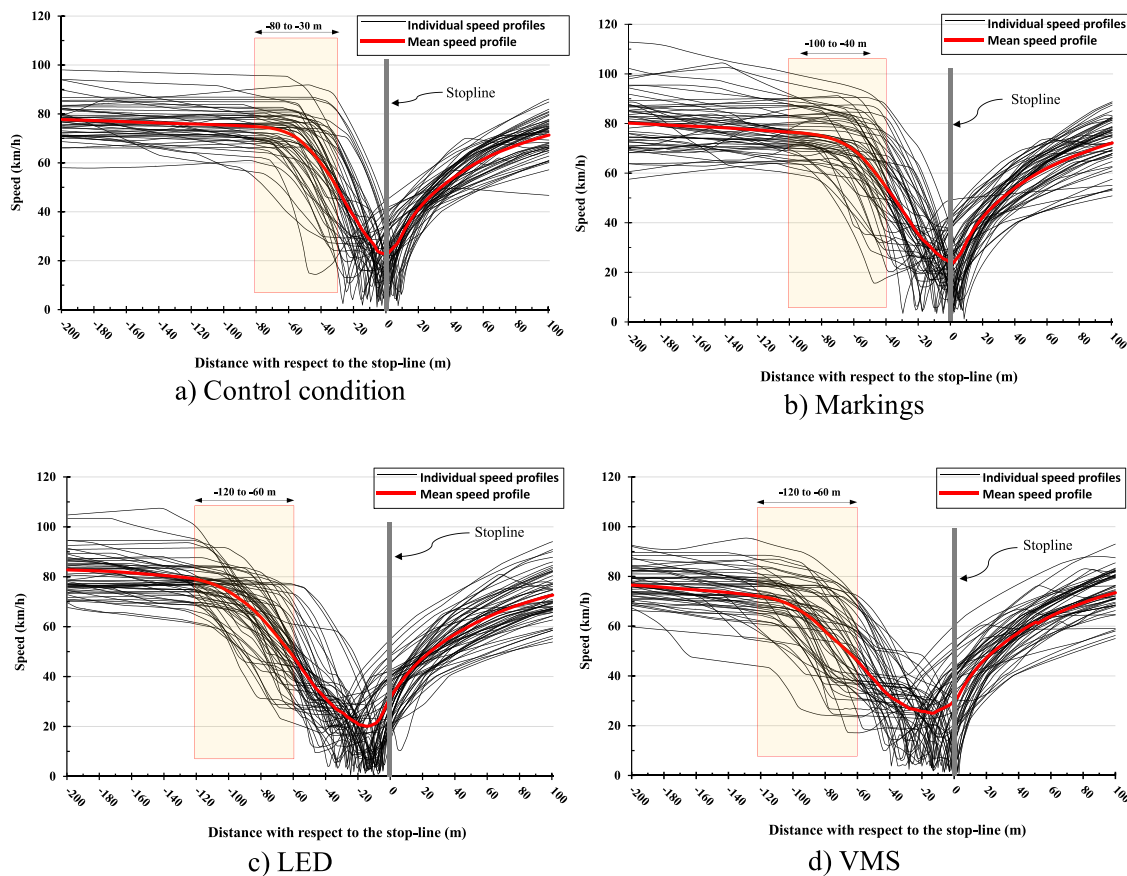 -80 to -30 m
Individual speed profiles
Mean speed profile
120
100
80
60
40
20
0
Speed (km/h)
Stopline
-200 -180 -160 -140 -120 -100 -80 -60 -40 -20 0 20 40 60 80 100
Distance with respect to the stop-line (m)
a) Control condition
-100 to -40 m
Individual speed profiles
Mean speed profile
120
100
80
60
40
20
0
Speed (km/h)
Stopline
-200 -180 -160 -140 -120 -100 -80 -60 -40 -20 0 20 40 60 80 100
Distance with respect to the stop-line (m)
b) Markings
-120 to -60 m
Individual speed profiles
Mean speed profile
120
100
80
60
40
20
0
Speed (km/h)
Stopline
-200 -180 -160 -140 -120 -100 -80 -60 -40 -20 0 20 40 60 80 100
Distance with respect to the stop-line (m)
c) LED
-120 to -60 m
Individual speed profiles
Mean speed profile
120
100
80
60
40
20
0
Speed (km/h)
Stopline
-200 -180 -160 -140 -120 -100 -80 -60 -40 -20 0 20 40 60 80 100
Distance with respect to the stop-line (m)
d) VMS